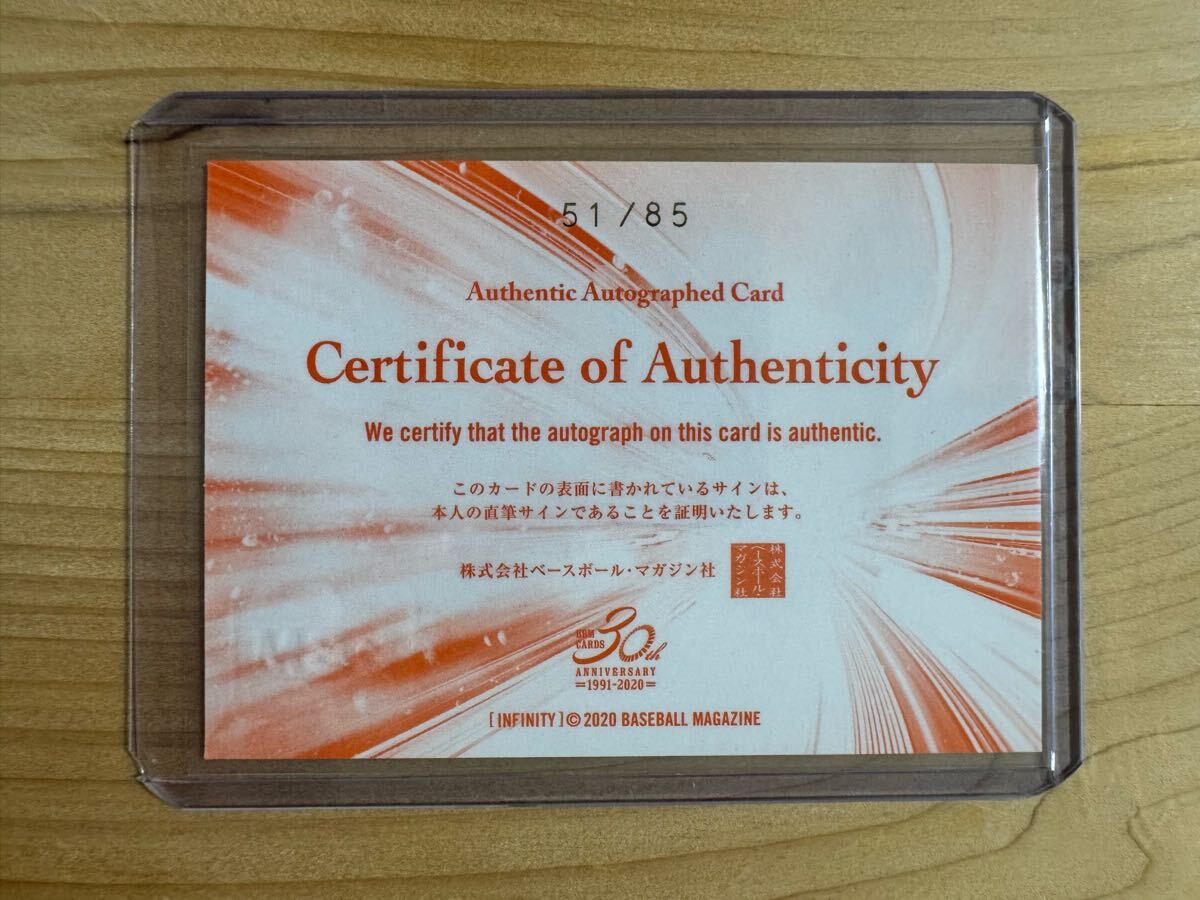 51/85
Authentic Autographed Card
Certificate of Authenticity
We certify that the autograph on this card is authentic.
このカードの表面に書かれているサインは、
本人の直筆サインであることを証明いたします。
株式会社ベースボール・マガジン社
株式会社
ベースボール・
マガジン社
BBM
CARDS
30th
ANNIVERSARY
=1991-2020=
[INFINITY]© 2020 BASEBALL MAGAZINE